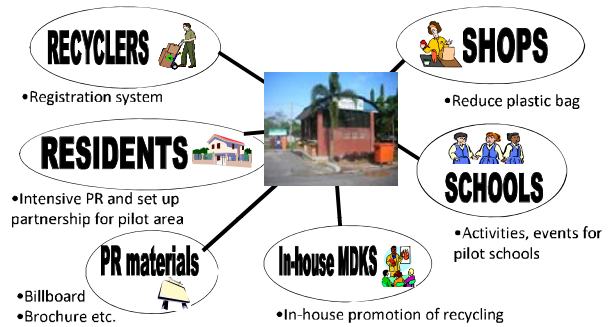 RECYCLERS
•Registration system
SHOPS
•Reduce plastic bag
RESIDENTS
•Intensive PR and set up
partnership for pilot area
SCHOOLS
•Activities, events for
pilot schools
PR materials
•Billboard
•Brochure etc.
In-house MDKS
•In-house promotion of recycling